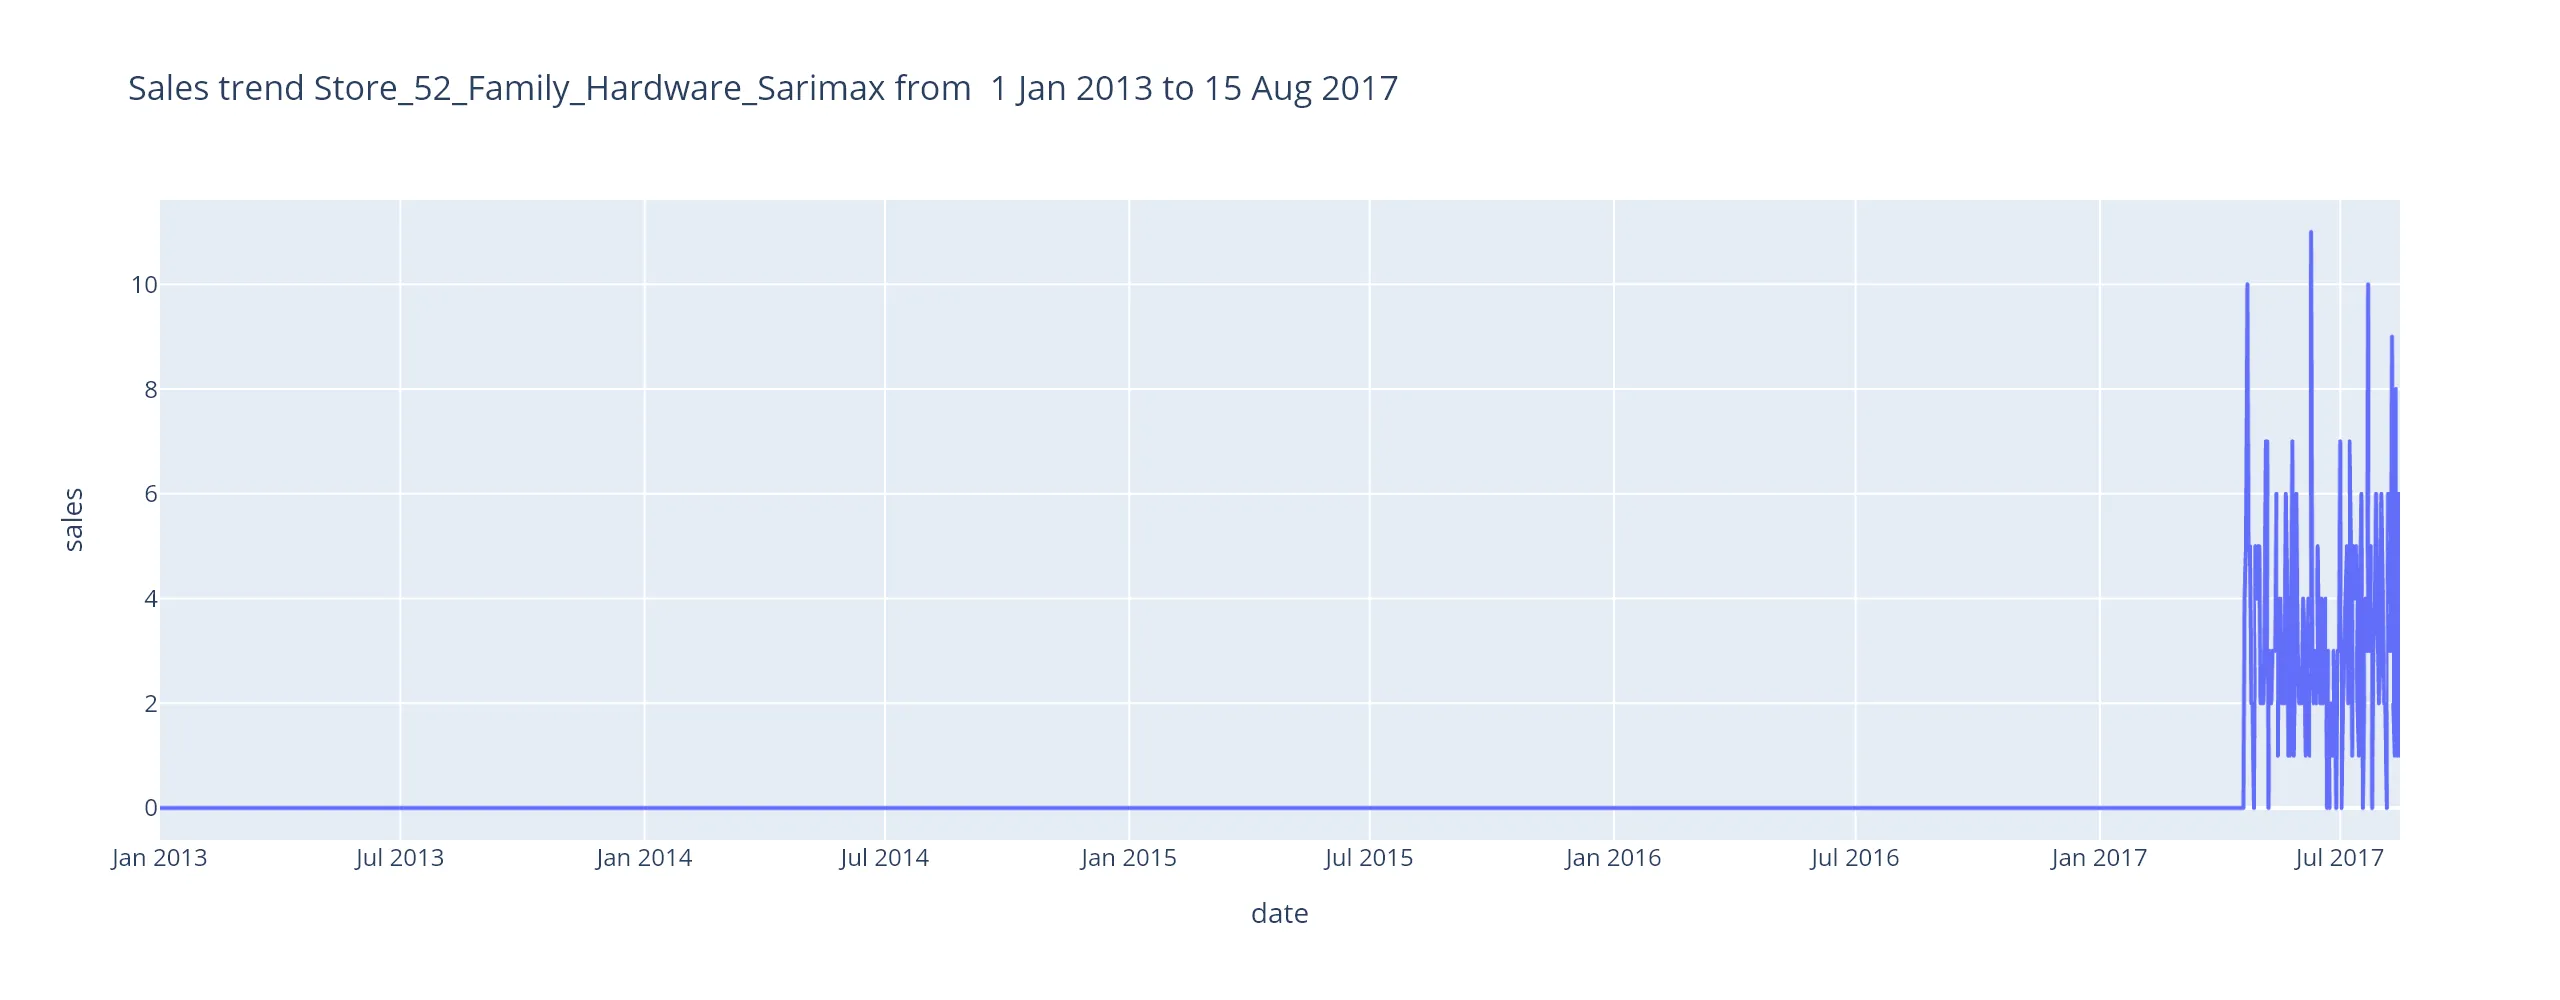 Sales trend Store_52_Family_Hardware_Sarimax from  1 Jan 2013 to 15 Aug 2017
10
8
6
4
2
0
sales
Jan 2013 Jul 2013 Jan 2014 Jul 2014 Jan 2015 Jul 2015 Jan 2016 Jul 2016 Jan 2017 Jul 2017
date